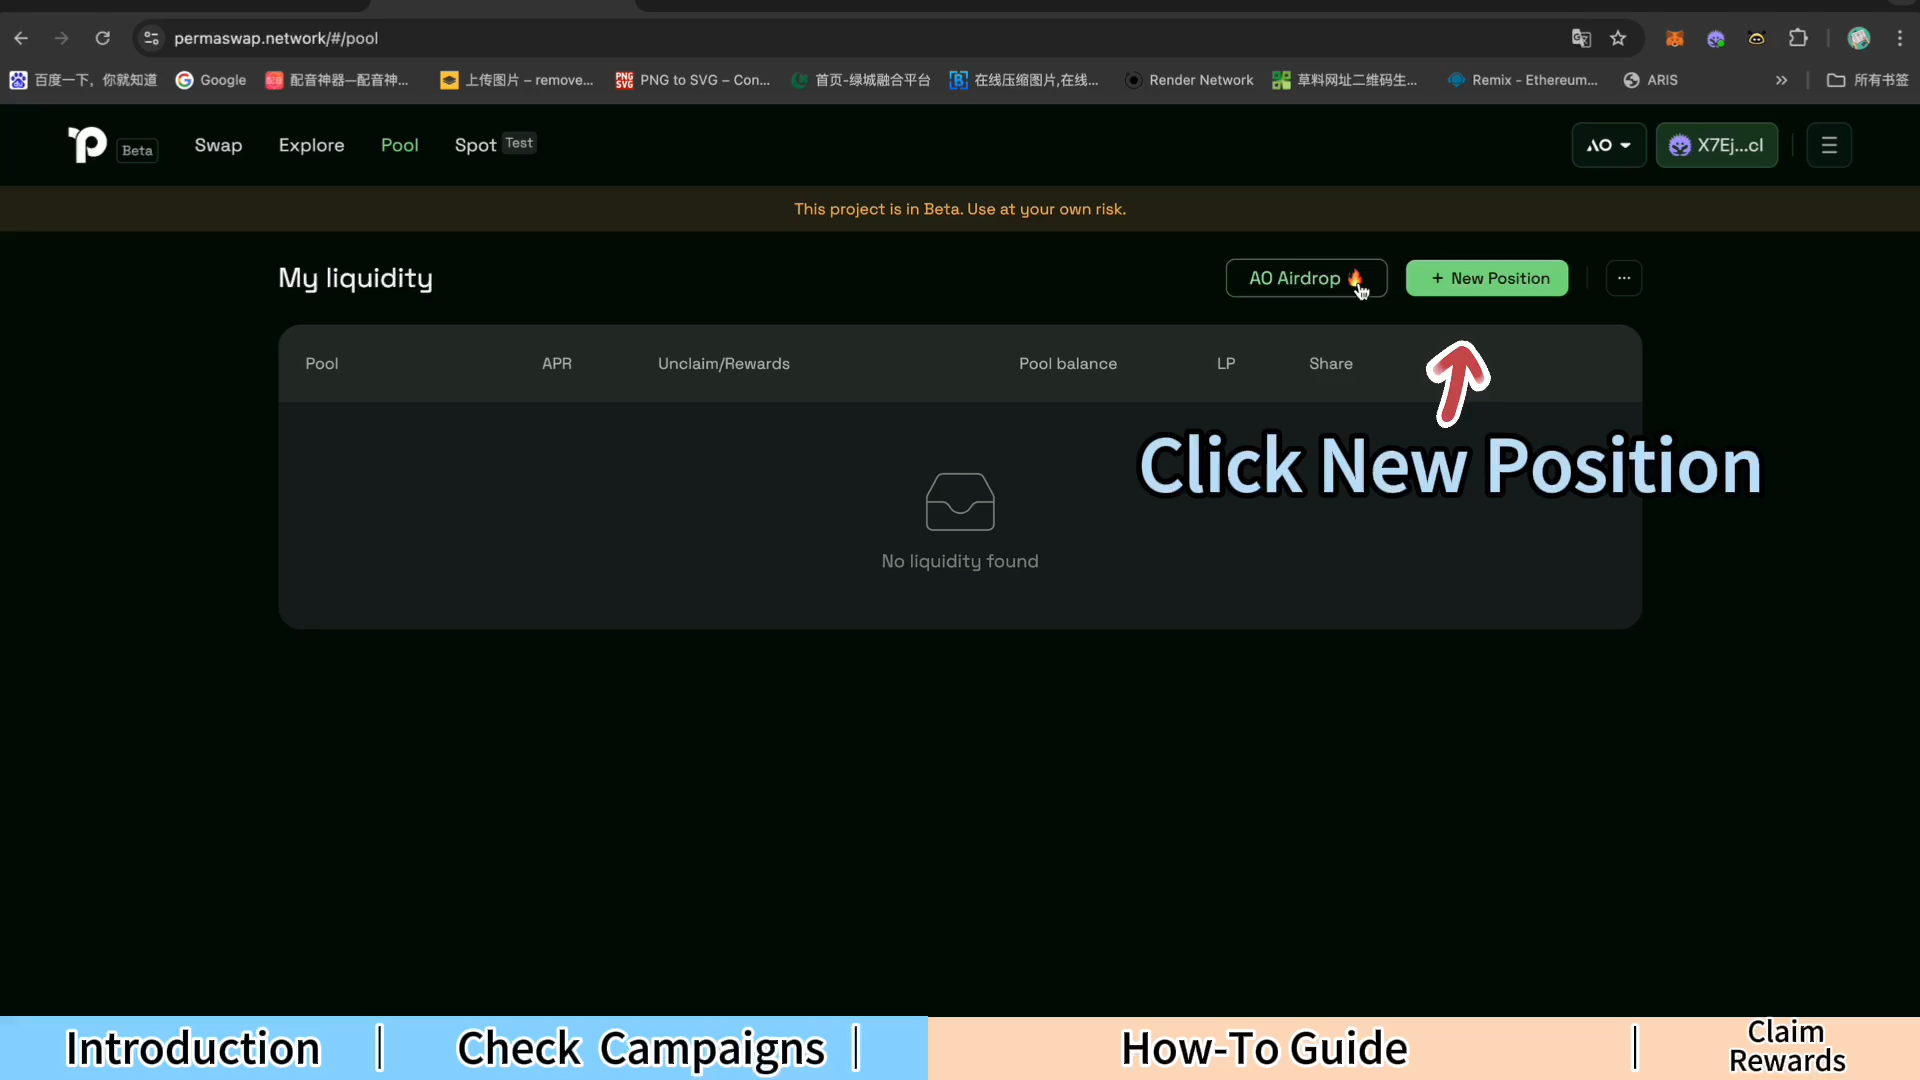 permaswap.network/#/pool
百度一下，你就知道 Google 配音神器—配音神... 上传图片 – remove... PNG to SVG – Con... 首页-绿城融合平台 在线压缩图片,在线... Render Network 草料网址二维码生... Remix - Ethereum... ARIS » 所有书签
Beta Swap Explore Pool Spot Test AO X7Ej...cI
This project is in Beta. Use at your own risk.
My liquidity AO Airdrop 🔥 + New Position ...
Pool APR Unclaim/Rewards Pool balance LP Share
Click New Position
No liquidity found
Introduction | Check Campaigns | How-To Guide | Claim Rewards